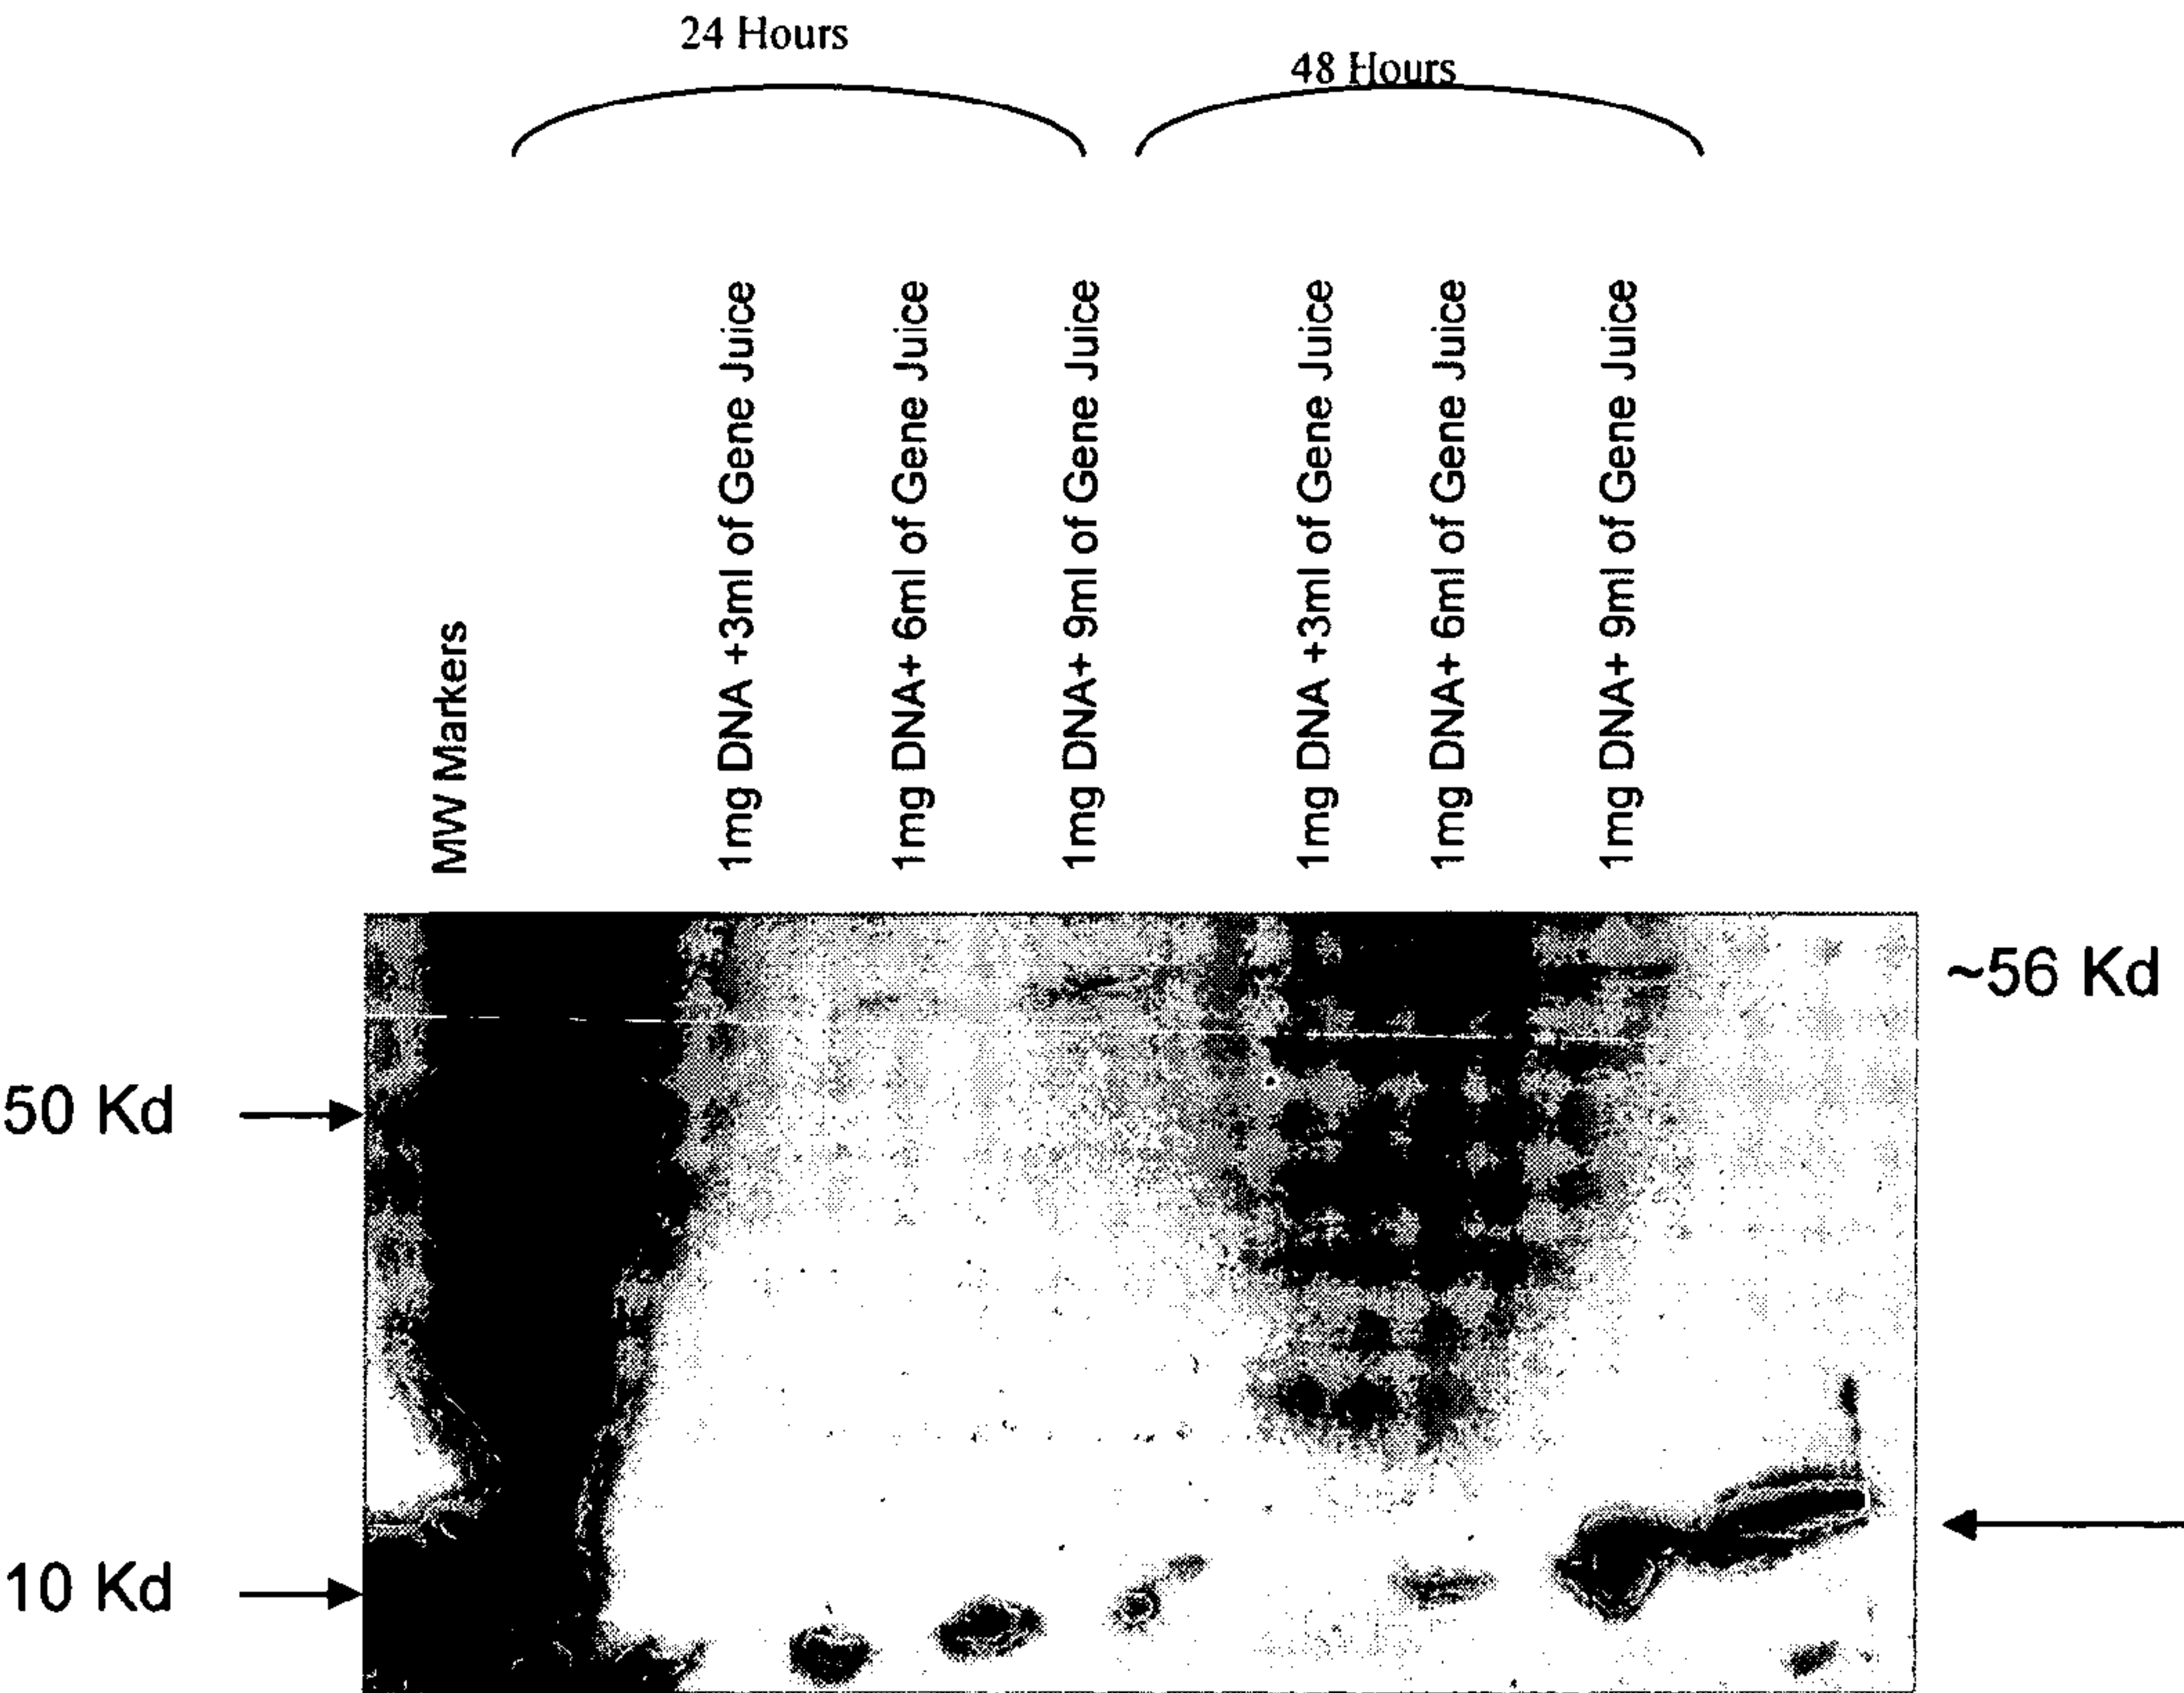 24 Hours
48 Hours
MW Markers
1mg DNA +3ml of Gene Juice
1mg DNA+ 6ml of Gene Juice
1mg DNA+ 9ml of Gene Juice
1mg DNA +3ml of Gene Juice
1mg DNA+ 6ml of Gene Juice
1mg DNA+ 9ml of Gene Juice
~56 Kd
50 Kd
10 Kd